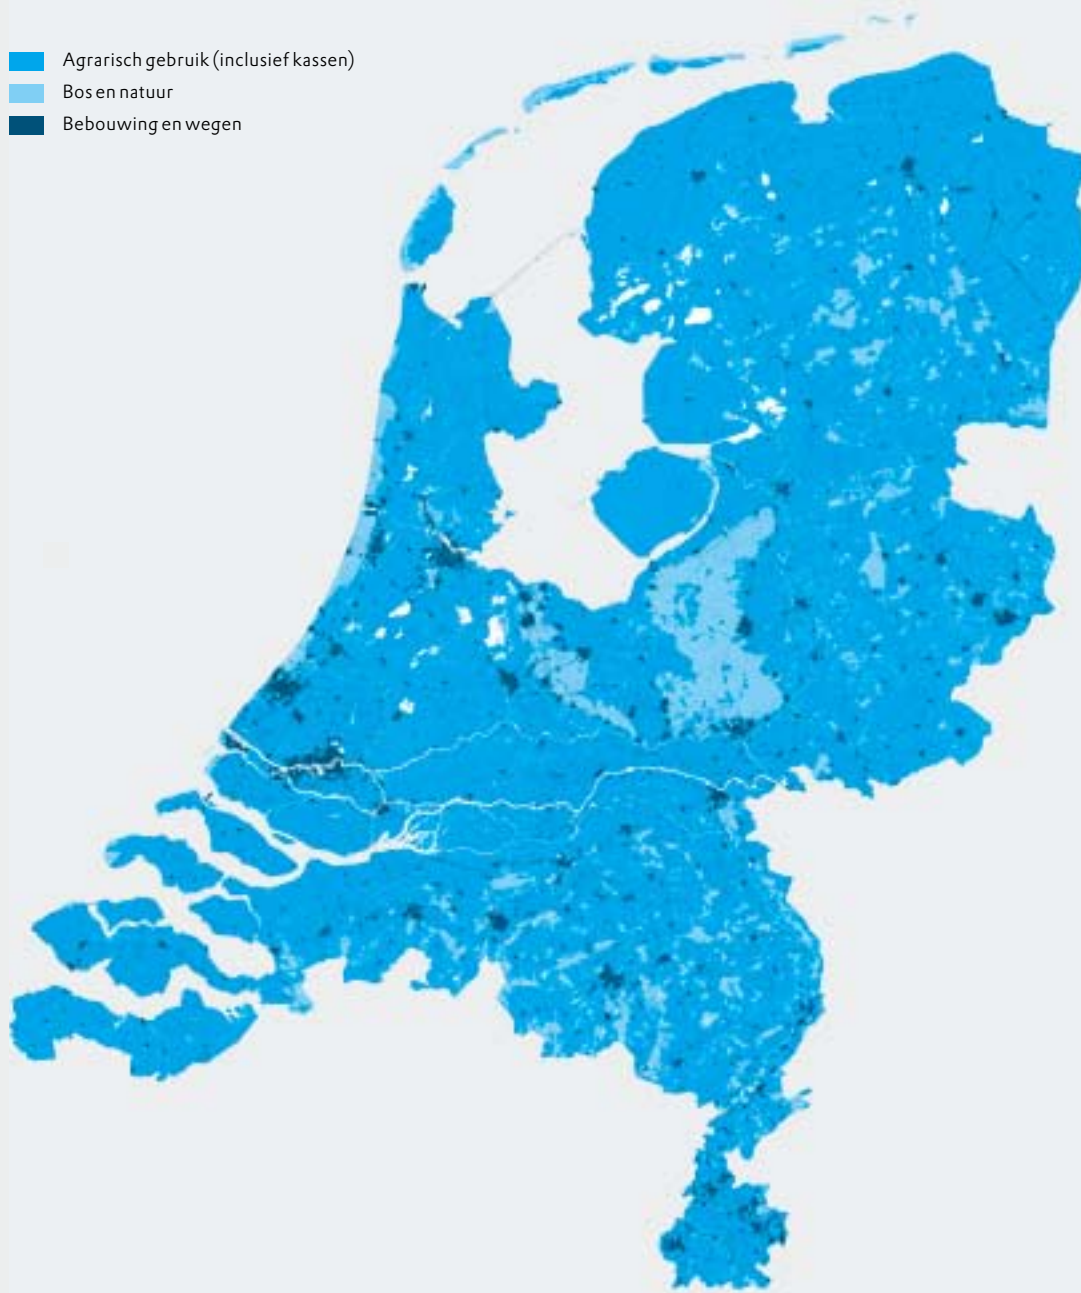 Agrarisch gebruik (inclusief kassen)
Bos en natuur
Bebouwing en wegen